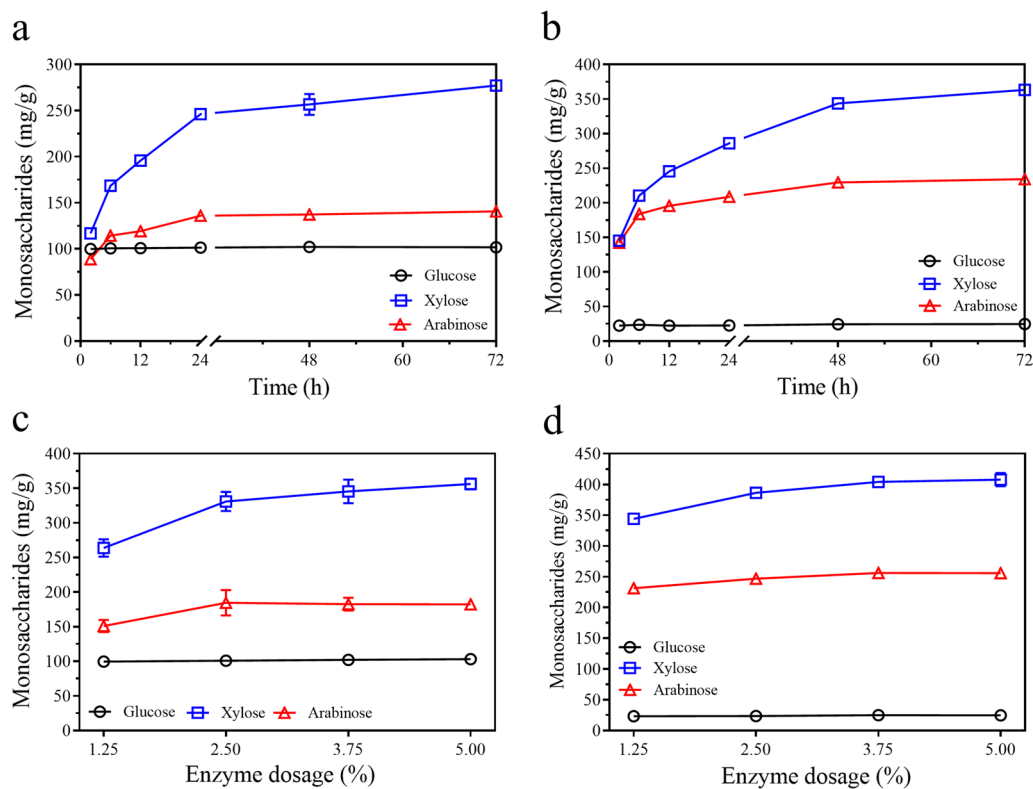 a
300
250
200
150
100
50
0
Monosaccharides (mg/g)
Glucose
Xylose
Arabinose
0 12 24 48 60 72
Time (h)
b
400
350
300
250
200
150
100
50
0
Monosaccharides (mg/g)
Glucose
Xylose
Arabinose
0 12 24 48 60 72
Time (h)
c
400
350
300
250
200
150
100
50
0
Monosaccharides (mg/g)
Glucose Xylose Arabinose
1.25 2.50 3.75 5.00
Enzyme dosage (%)
d
450
400
350
300
250
200
150
100
50
0
Monosaccharides (mg/g)
Glucose
Xylose
Arabinose
1.25 2.50 3.75 5.00
Enzyme dosage (%)